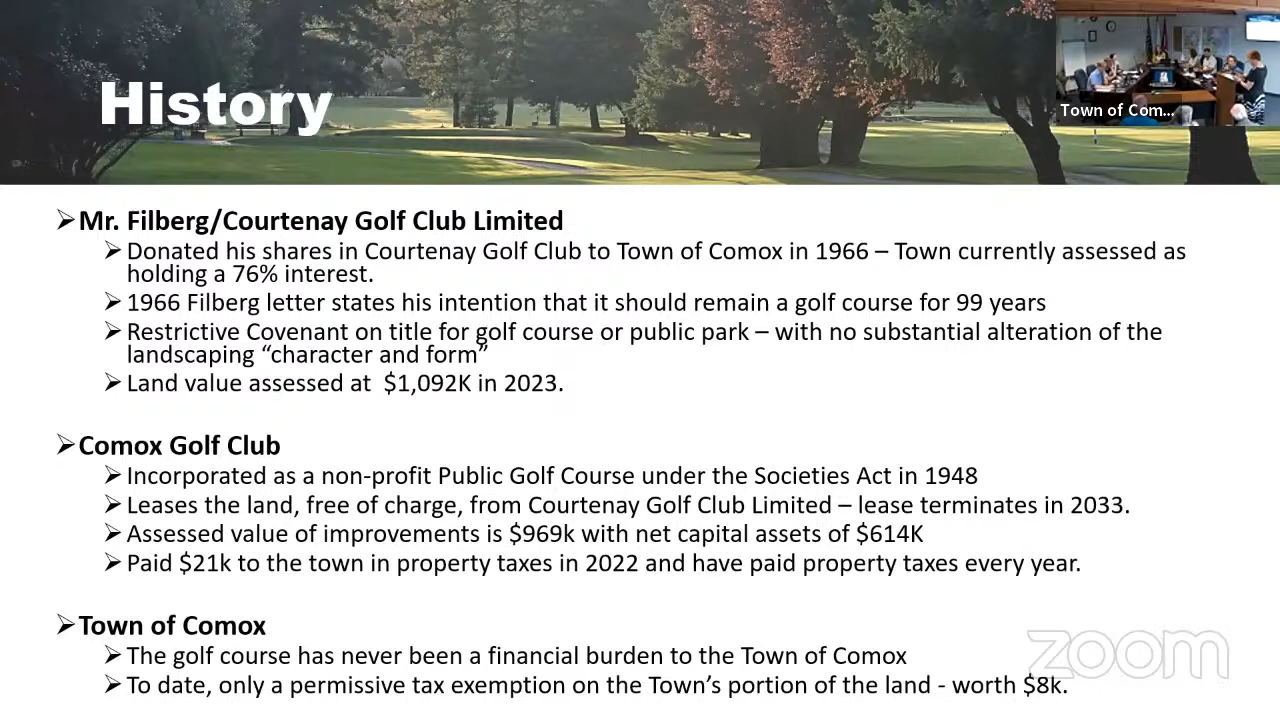 History
Town of Com...
➢Mr. Filberg/Courtenay Golf Club Limited
➢Donated his shares in Courtenay Golf Club to Town of Comox in 1966 – Town currently assessed as
holding a 76% interest.
➢1966 Filberg letter states his intention that it should remain a golf course for 99 years
➢Restrictive Covenant on title for golf course or public park – with no substantial alteration of the
landscaping “character and form”
➢Land value assessed at  $1,092K in 2023.
➢Comox Golf Club
➢Incorporated as a non-profit Public Golf Course under the Societies Act in 1948
➢Leases the land, free of charge, from Courtenay Golf Club Limited – lease terminates in 2033.
➢Assessed value of improvements is $969k with net capital assets of $614K
➢Paid $21k to the town in property taxes in 2022 and have paid property taxes every year.
➢Town of Comox
➢The golf course has never been a financial burden to the Town of Comox
➢To date, only a permissive tax exemption on the Town’s portion of the land - worth $8k.
zoom